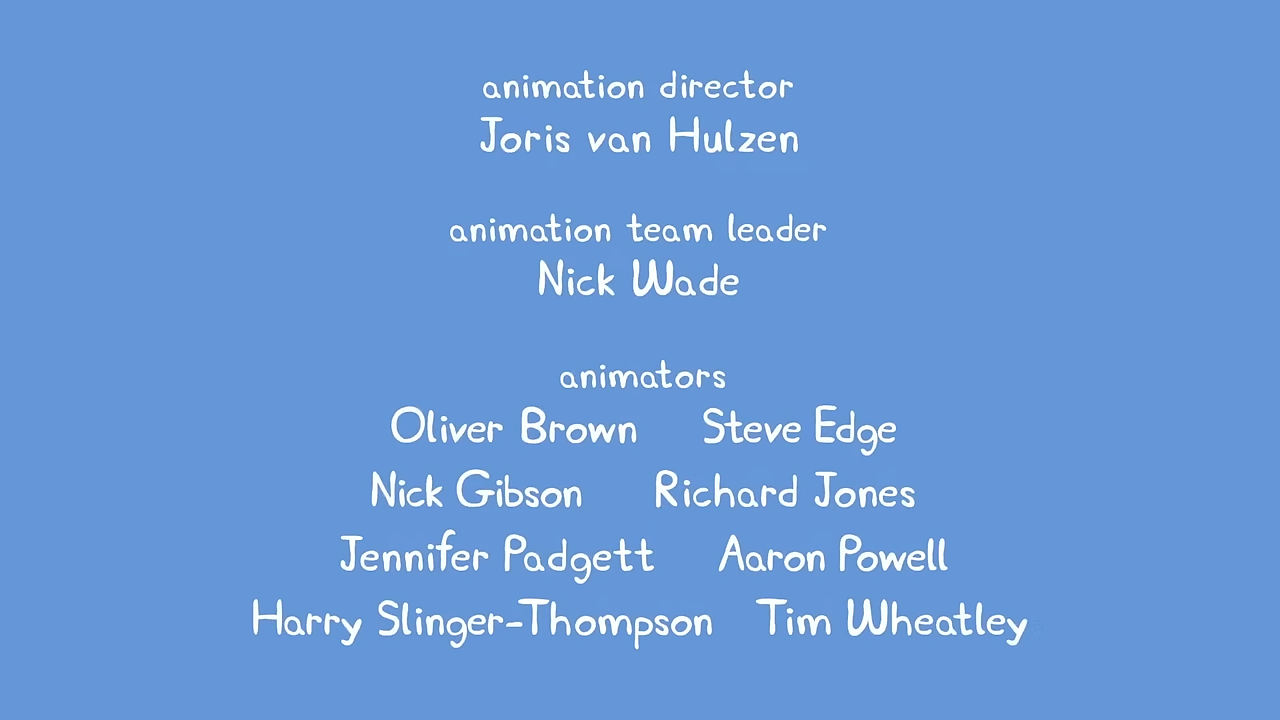 animation director
Joris van Hulzen
animation team leader
Nick Wade
animators
Oliver Brown Steve Edge
Nick Gibson Richard Jones
Jennifer Padgett Aaron Powell
Harry Slinger-Thompson Tim Wheatley